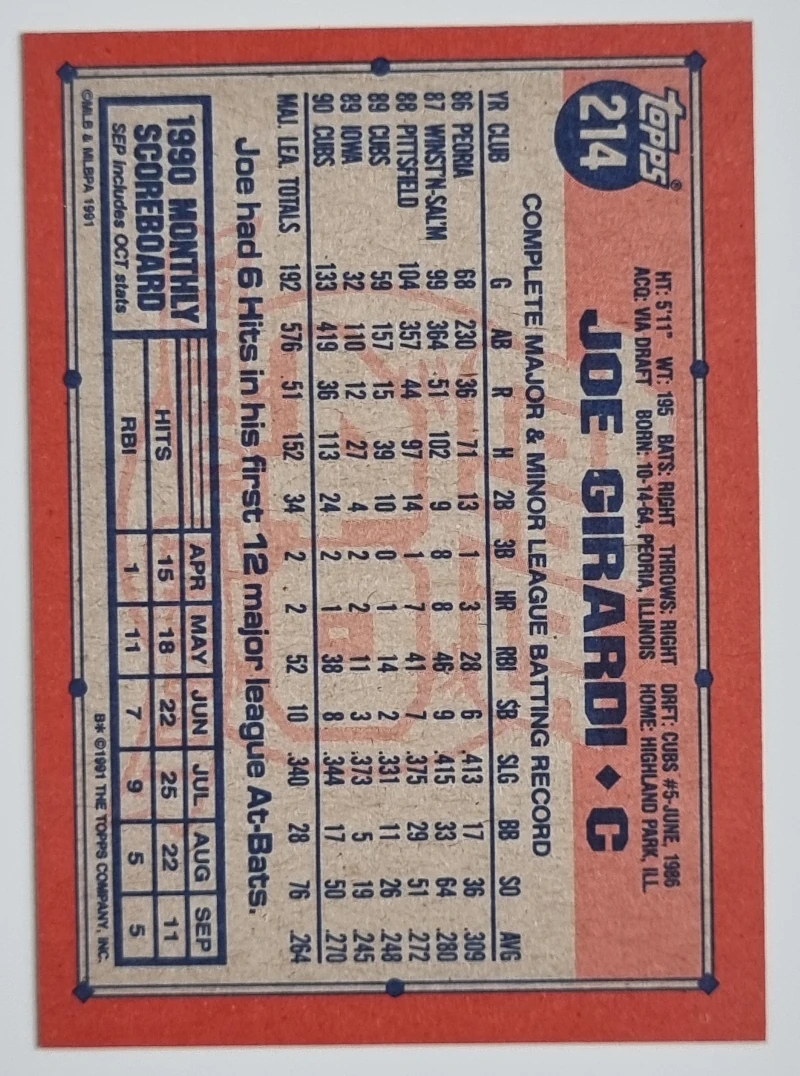 topps®
214
HT: 5'11" WT: 195 BATS: RIGHT THROWS: RIGHT DRFT: CUBS #5-JUNE, 1986
ACQ: VIA DRAFT BORN: 10-14-64, PEORIA, ILLINOIS HOME: HIGHLAND PARK, ILL
JOE GIRARDI ♦ C
COMPLETE MAJOR & MINOR LEAGUE BATTING RECORD
YR CLUB G AB R H 2B 3B HR RBI SB SLG BB SO AVG
86 PEORIA 68 230 36 71 13 1 3 28 6 .413 17 36 .309
87 WINST'N-SAL'M 99 364 51 102 9 8 8 46 9 .415 33 64 .280
88 PITTSFIELD 104 357 44 97 14 1 7 41 7 .375 29 51 .272
89 CUBS 59 157 15 39 10 0 1 14 2 .331 11 26 .248
89 IOWA 32 110 12 27 4 2 2 11 3 .373 5 19 .245
90 CUBS 133 419 36 113 24 2 1 38 8 .344 17 50 .270
MAJ. LEA. TOTALS 192 576 51 152 34 2 2 52 10 .340 28 76 .264
Joe had 6 Hits in his first 12 major league At-Bats.
1990 MONTHLY
SCOREBOARD
SEP includes OCT stats
APR MAY JUN JUL AUG SEP
HITS 15 18 22 25 22 11
RBI 1 11 7 9 5 5
©MLB & MLBPA 1991
B* ©1991 THE TOPPS COMPANY, INC.